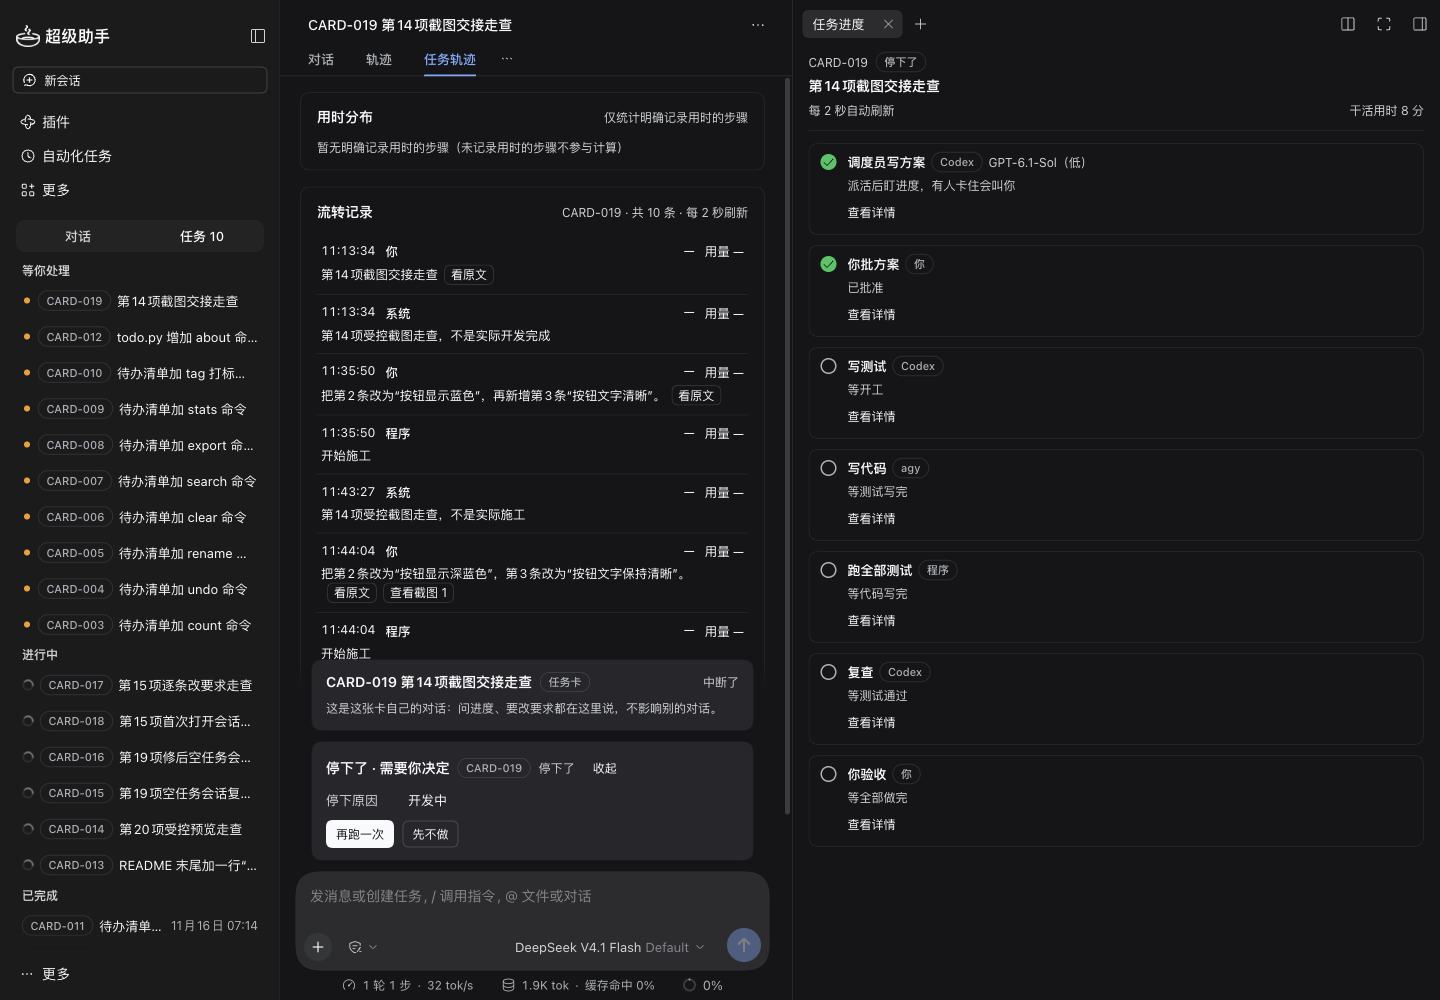 超级助手
新会话
插件
自动化任务
更多
对话
任务 10
等你处理
CARD-019 第14项截图交接走查
CARD-012 todo.py 增加 about 命...
CARD-010 待办清单加 tag 打标...
CARD-009 待办清单加 stats 命令
CARD-008 待办清单加 export 命...
CARD-007 待办清单加 search 命令
CARD-006 待办清单加 clear 命令
CARD-005 待办清单加 rename ...
CARD-004 待办清单加 undo 命令
CARD-003 待办清单加 count 命令
进行中
CARD-017 第15项逐条改要求走查
CARD-018 第15项首次打开会话...
CARD-016 第19项修后空任务会...
CARD-015 第19项空任务会话复...
CARD-014 第20项受控预览走查
CARD-013 README 末尾加一行“...
已完成
CARD-011 待办清单... 11月16日 07:14
... 更多
CARD-019 第14项截图交接走查 ...
对话 轨迹 任务轨迹 ...
用时分布 仅统计明确记录用时的步骤
暂无明确记录用时的步骤（未记录用时的步骤不参与计算）
流转记录 CARD-019 · 共 10 条 · 每 2 秒刷新
11:13:34 你 — 用量 —
第14项截图交接走查 看原文
11:13:34 系统 — 用量 —
第14项受控截图走查，不是实际开发完成
11:35:50 你 — 用量 —
把第2条改为“按钮显示蓝色”，再新增第3条“按钮文字清晰”。 看原文
11:35:50 程序 — 用量 —
开始施工
11:43:27 系统 — 用量 —
第14项受控截图走查，不是实际施工
11:44:04 你 — 用量 —
把第2条改为“按钮显示深蓝色”，第3条改为“按钮文字保持清晰”。
看原文 查看截图 1
11:44:04 程序 — 用量 —
开始施工
CARD-019 第14项截图交接走查 任务卡 中断了
这是这张卡自己的对话：问进度、要改要求都在这里说，不影响别的对话。
停下了 · 需要你决定 CARD-019 停下了 收起
停下原因 开发中
再跑一次 先不做
发消息或创建任务, / 调用指令, @ 文件或对话
DeepSeek V4.1 Flash Default
1 轮 1 步 · 32 tok/s 1.9K tok · 缓存命中 0% 0%
任务进度
CARD-019 停下了
第14项截图交接走查
每 2 秒自动刷新 干活用时 8 分
调度员写方案 Codex GPT-6.1-Sol（低）
派活后盯进度，有人卡住会叫你
查看详情
你批方案 你
已批准
查看详情
写测试 Codex
等开工
查看详情
写代码 agy
等测试写完
查看详情
跑全部测试 程序
等代码写完
查看详情
复查 Codex
等测试通过
查看详情
你验收 你
等全部做完
查看详情